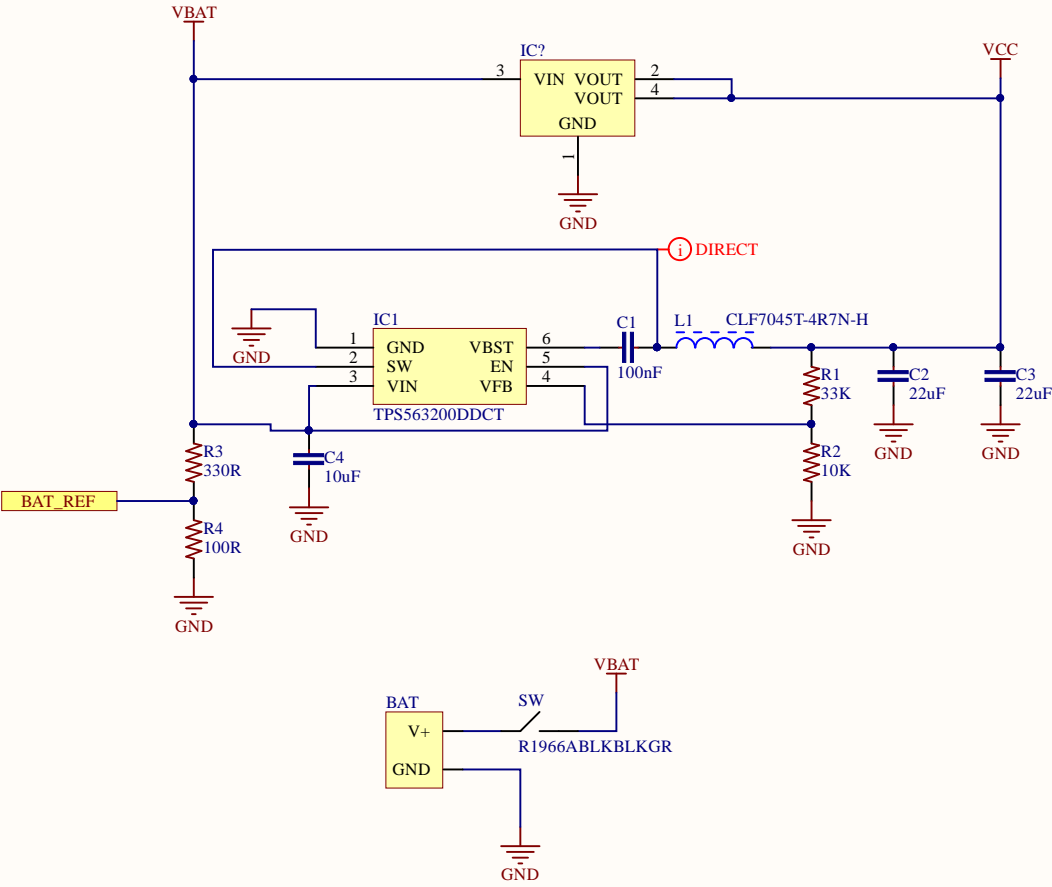 VBAT
IC?
VCC
3
VIN
VOUT
2
VOUT
4
GND
1
GND
i
DIRECT
IC1
C1
L1
CLF7045T-4R7N-H
GND
1
GND
VBST
6
2
SW
EN
5
3
VIN
VFB
4
100nF
TPS563200DDCT
R1
33K
C2
22uF
C3
22uF
GND
GND
R3
330R
C4
10uF
R2
10K
BAT_REF
GND
R4
100R
GND
GND
VBAT
BAT
SW
V+
R1966ABLKBLKGR
GND
GND